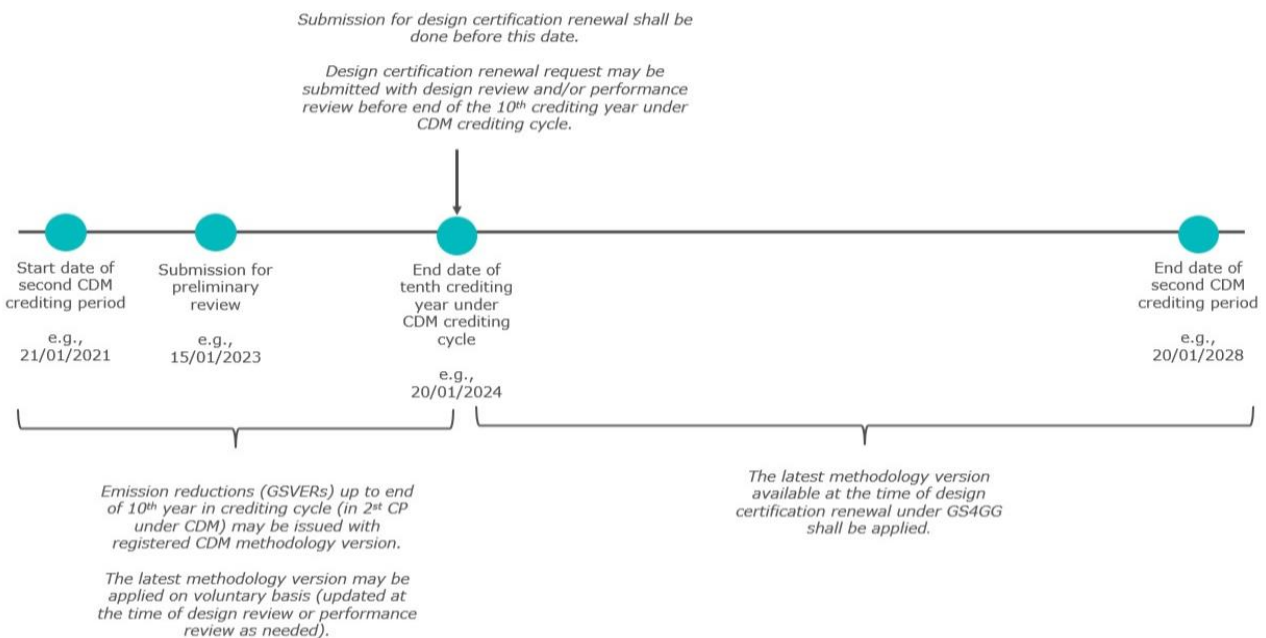 Submission for design certification renewal shall be
done before this date.
Design certification renewal request may be
submitted with design review and/or performance
review before end of the 10th crediting year under
CDM crediting cycle.
Start date of
second CDM
crediting period
e.g.,
21/01/2021
Submission for
preliminary
review
e.g.,
15/01/2023
End date of
tenth crediting
year under
CDM crediting
cycle
e.g.,
20/01/2024
End date of
second CDM
crediting period
e.g.,
20/01/2028
Emission reductions (GSVERs) up to end
of 10th year in crediting cycle (in 2st CP
under CDM) may be issued with
registered CDM methodology version.
The latest methodology version may be
applied on voluntary basis (updated at
the time of design review or performance
review as needed).
The latest methodology version
available at the time of design
certification renewal under GS4GG
shall be applied.